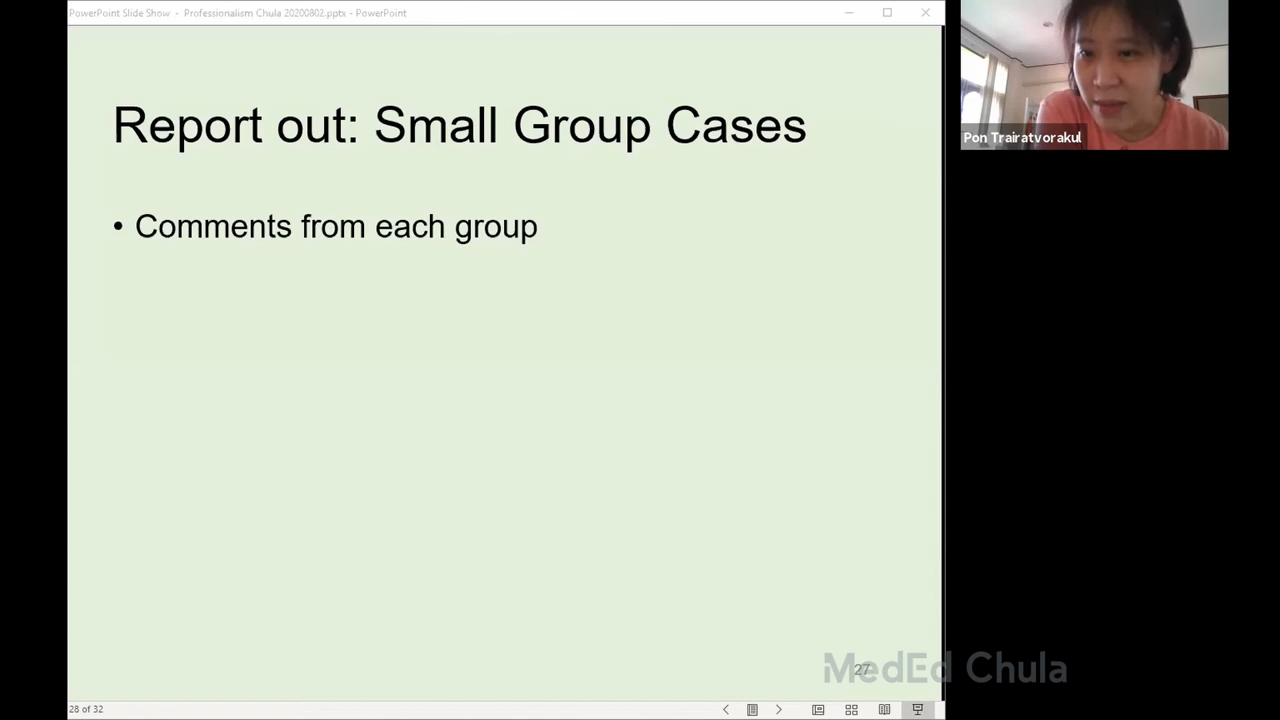 PowerPoint Slide Show - Professionalism Chula 20200802.pptx - PowerPoint
Report out: Small Group Cases
• Comments from each group
27
MedEd Chula
28 of 32
Pon Trairatvorakul